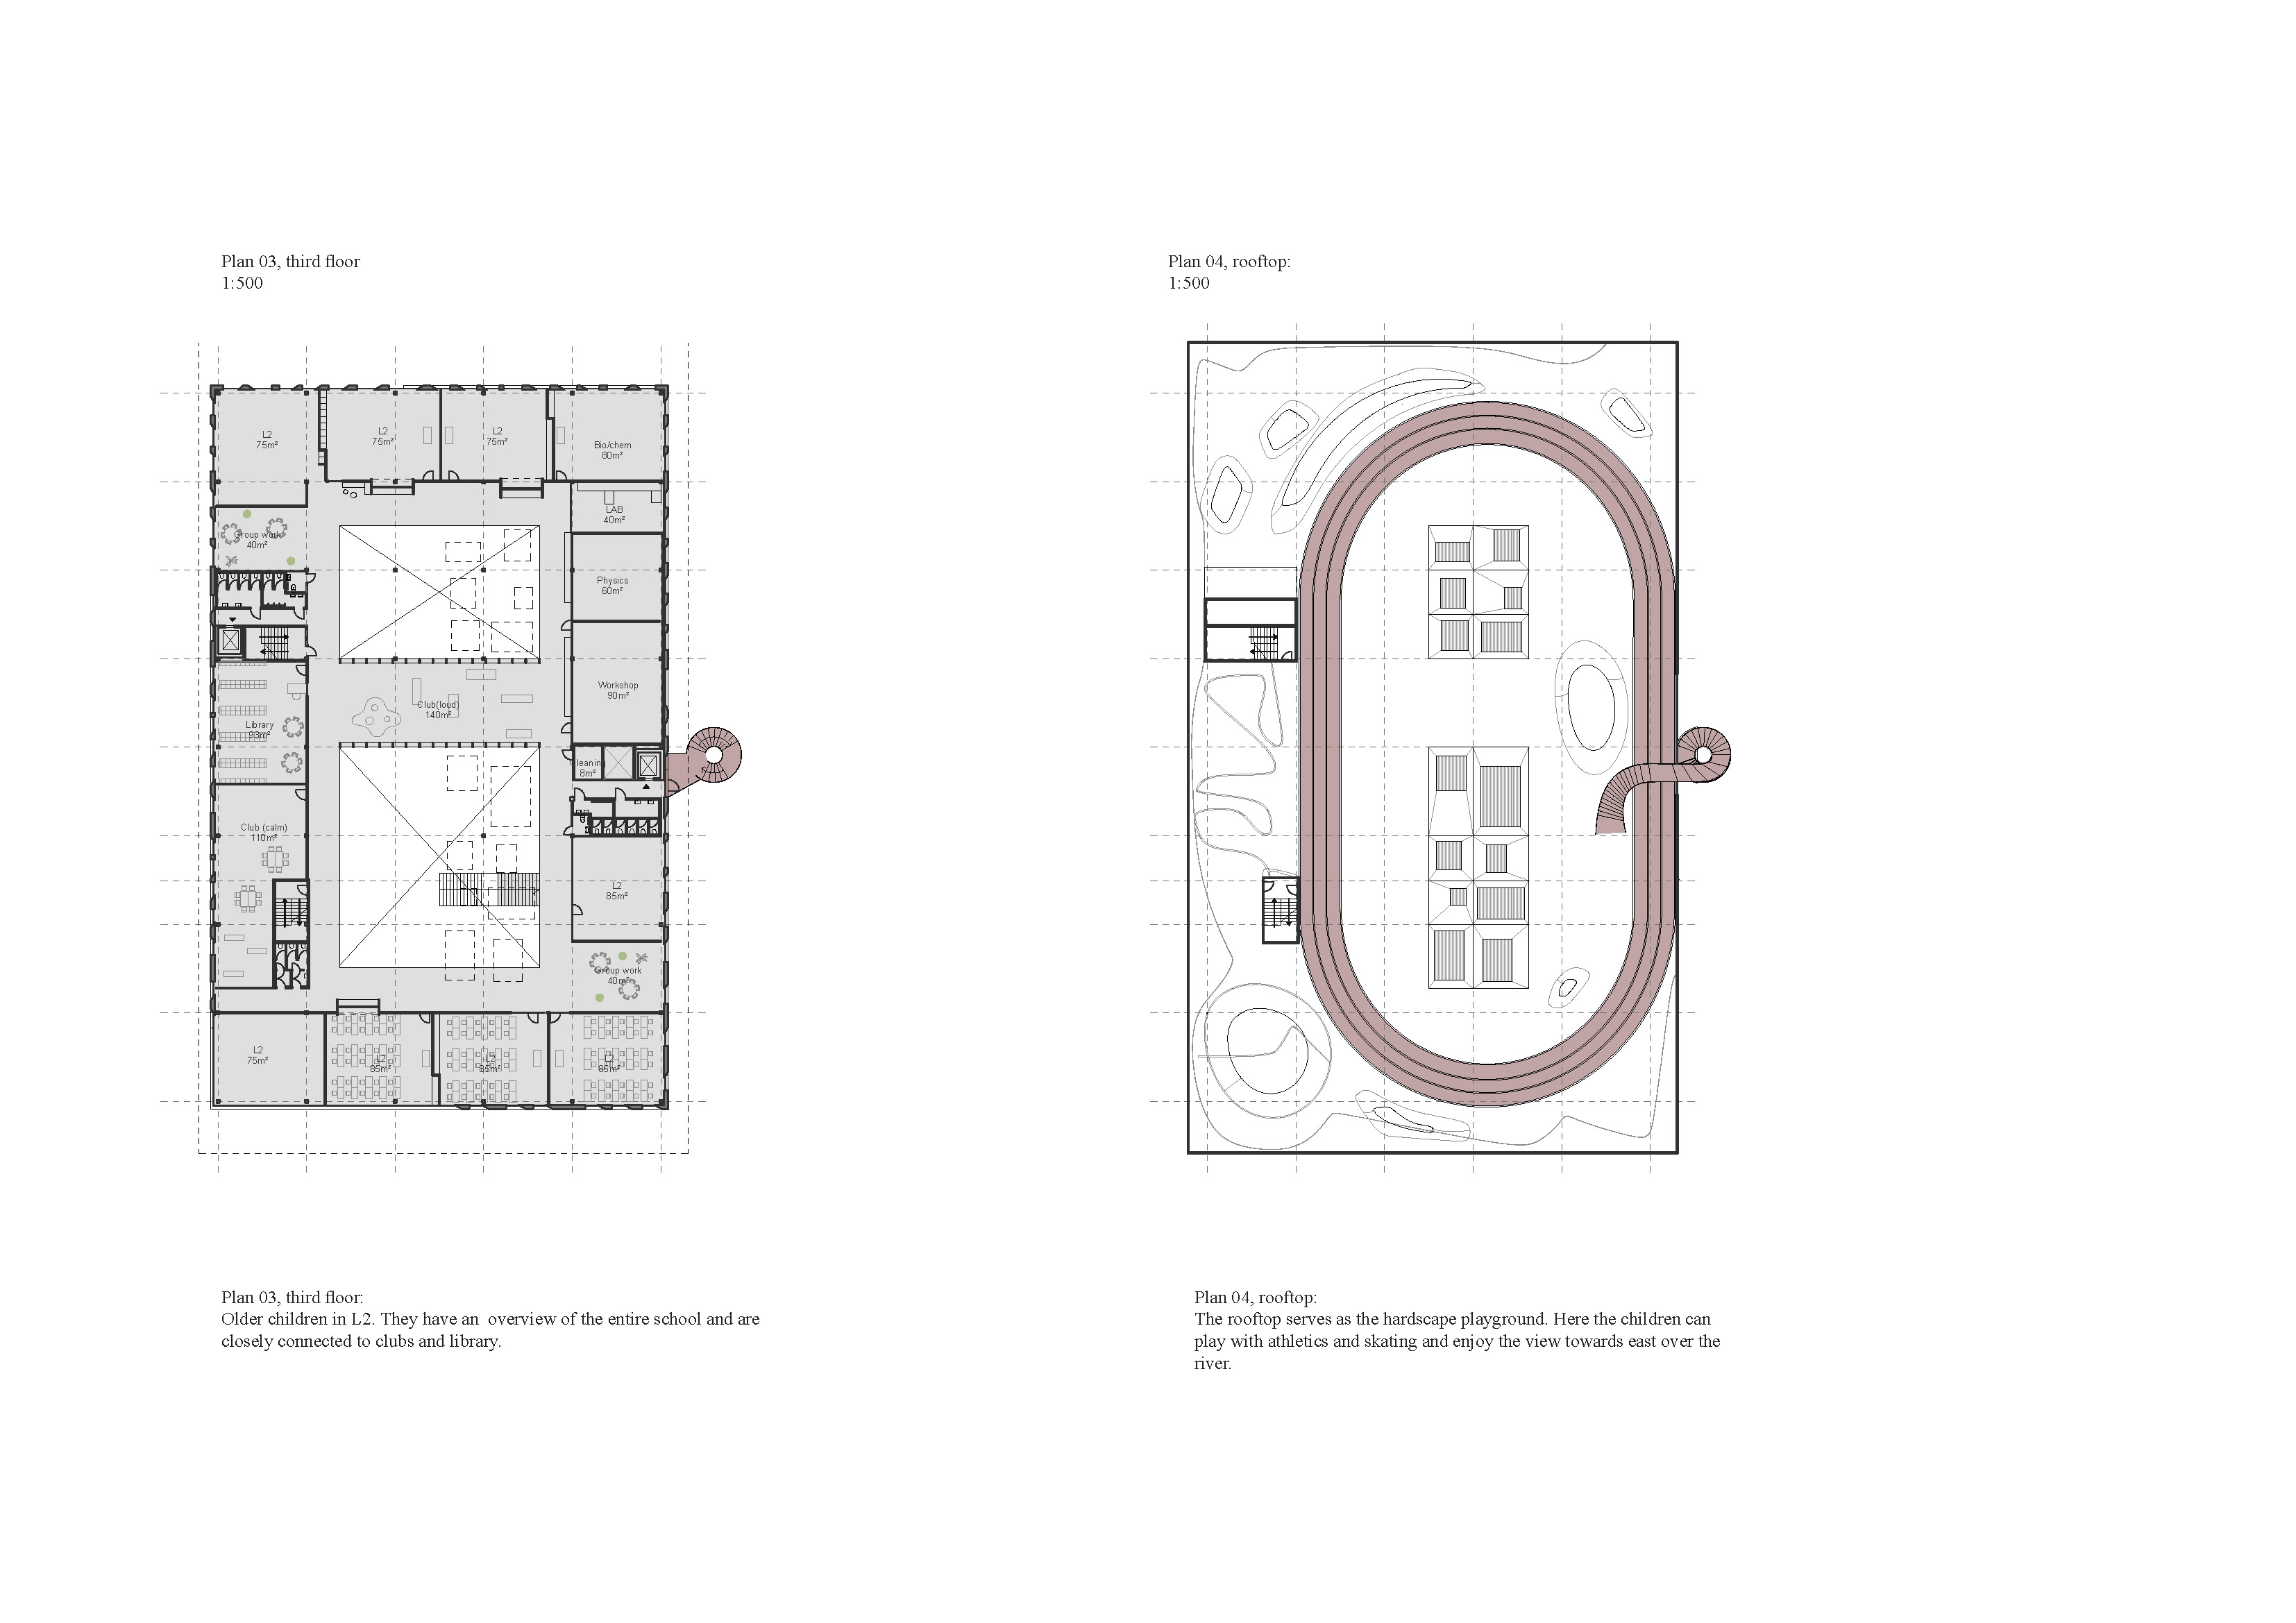 Plan 03, third floor
1:500
Plan 04, rooftop:
1:500
L2
75m²
L2
75m²
L2
75m²
Bio/chem
80m²
LAB
40m²
Group work
40m²
Physics
60m²
Workshop
90m²
Club(loud)
140m²
Library
93m²
leanin
8m²
Club (calm)
110m²
L2
85m²
Group work
40m²
L2
75m²
L2
85m²
L2
85m²
L2
85m²
Plan 03, third floor:
Older children in L2. They have an overview of the entire school and are
closely connected to clubs and library.
Plan 04, rooftop:
The rooftop serves as the hardscape playground. Here the children can
play with athletics and skating and enjoy the view towards east over the
river.